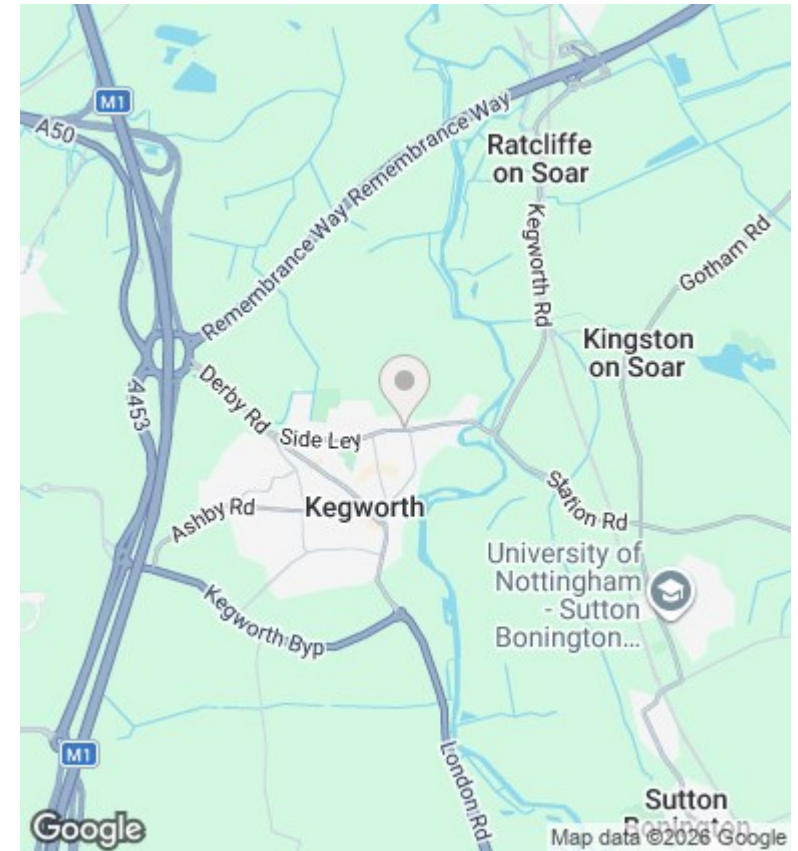 M1
A50
Remembrance Way
Remembrance Way
Ratcliffe
on Soar
Kegworth Rd
Gotham Rd
Kingston
on Soar
A453
Derby Rd
Side Ley
Kegworth
Ashby Rd
Station Rd
University of
Nottingham
- Sutton
Bonington...
Kegworth Byp
M1
London Rd
Sutton
Bonington
Google
Map data ©2026 Google